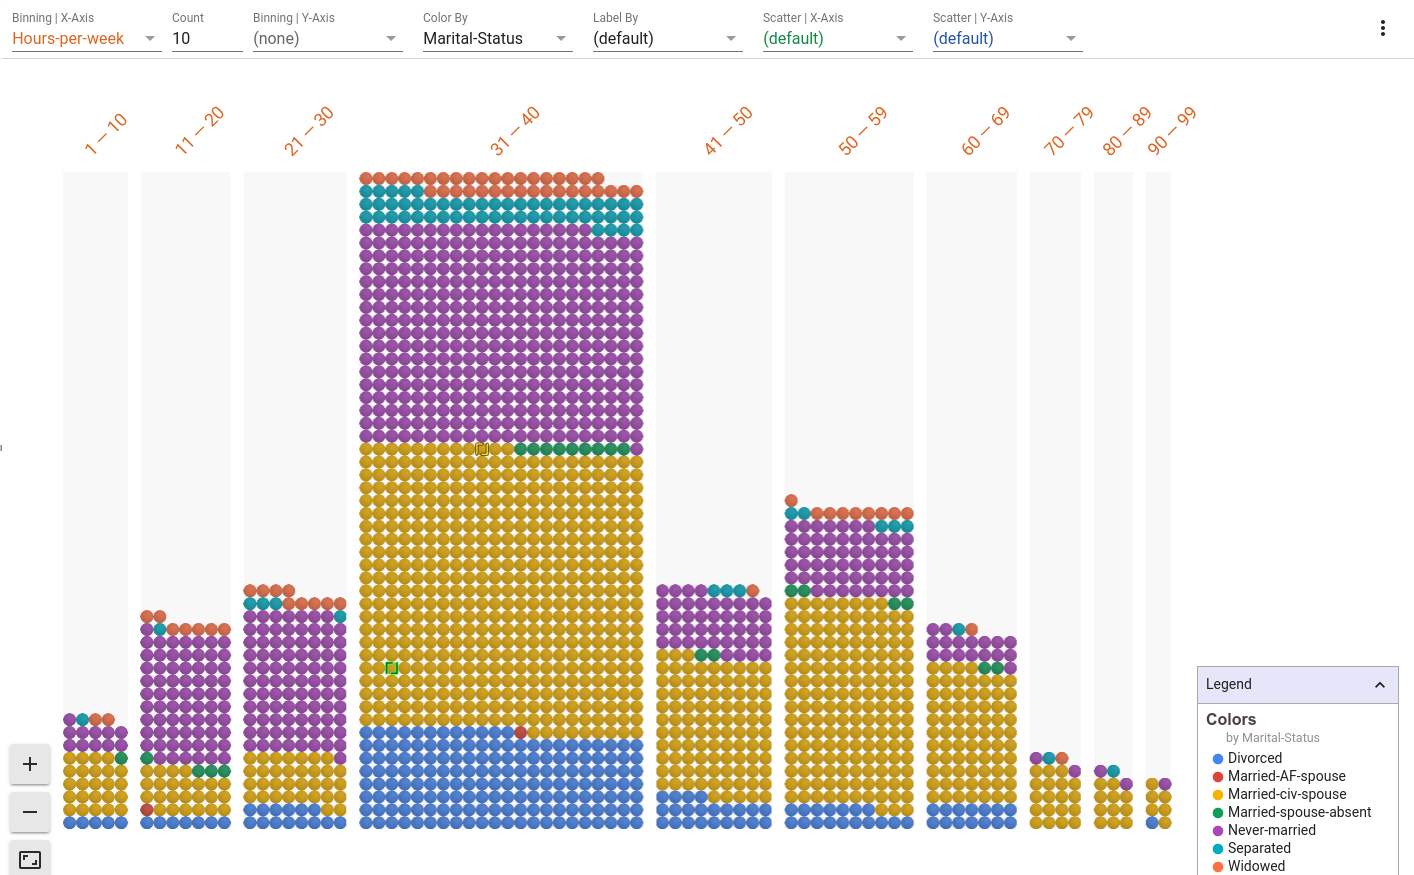 Binning | X-Axis
Hours-per-week
Count
10
Binning | Y-Axis
(none)
Color By
Marital-Status
Label By
(default)
Scatter | X-Axis
(default)
Scatter | Y-Axis
(default)
1 — 10
11 — 20
21 — 30
31 — 40
41 — 50
50 — 59
60 — 69
70 — 79
80 — 89
90 — 99
Legend
Colors
by Marital-Status
Divorced
Married-AF-spouse
Married-civ-spouse
Married-spouse-absent
Never-married
Separated
Widowed